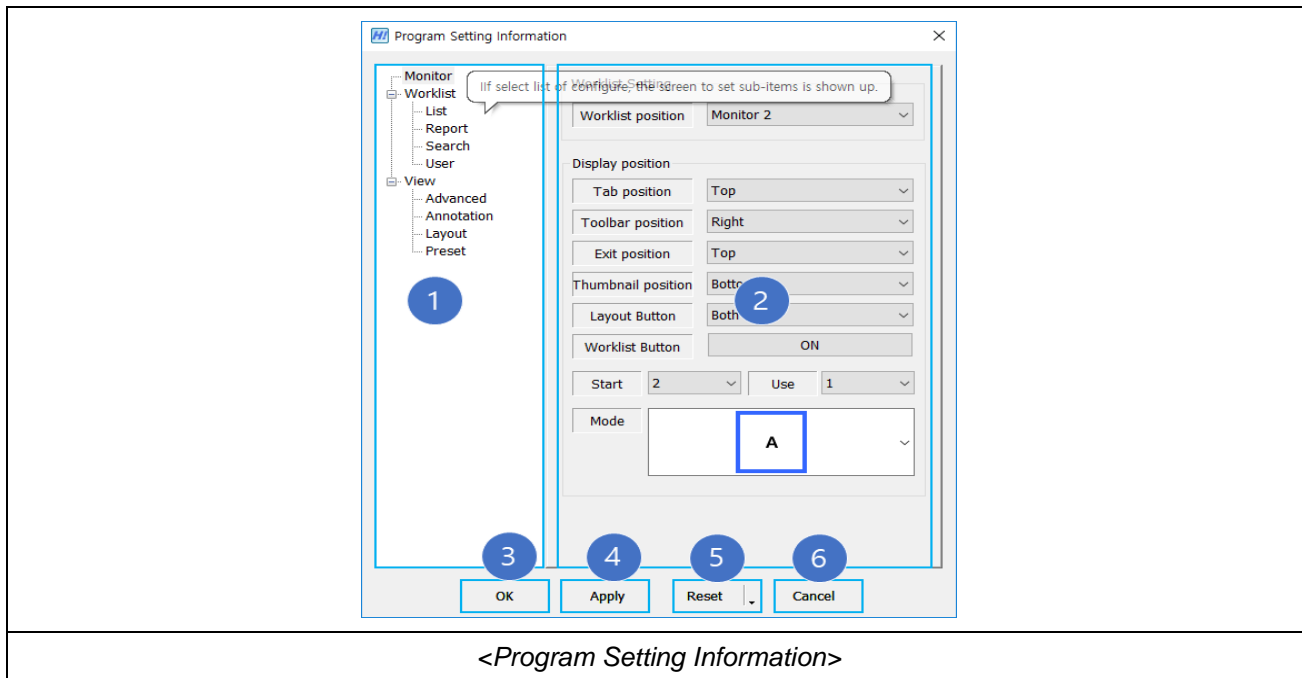 H! Program Setting Information
Monitor
Worklist
List
Report
Search
User
View
Advanced
Annotation
Layout
Preset
1
IIf select list of configure, the screen to set sub-items is shown up.
Worklist Setting
Worklist position Monitor 2
Display position
Tab position Top
Toolbar position Right
Exit position Top
Thumbnail position
2
Layout Button Both
Worklist Button ON
Start 2 Use 1
Mode A
3 4 5 6
OK Apply Reset Cancel
<Program Setting Information>